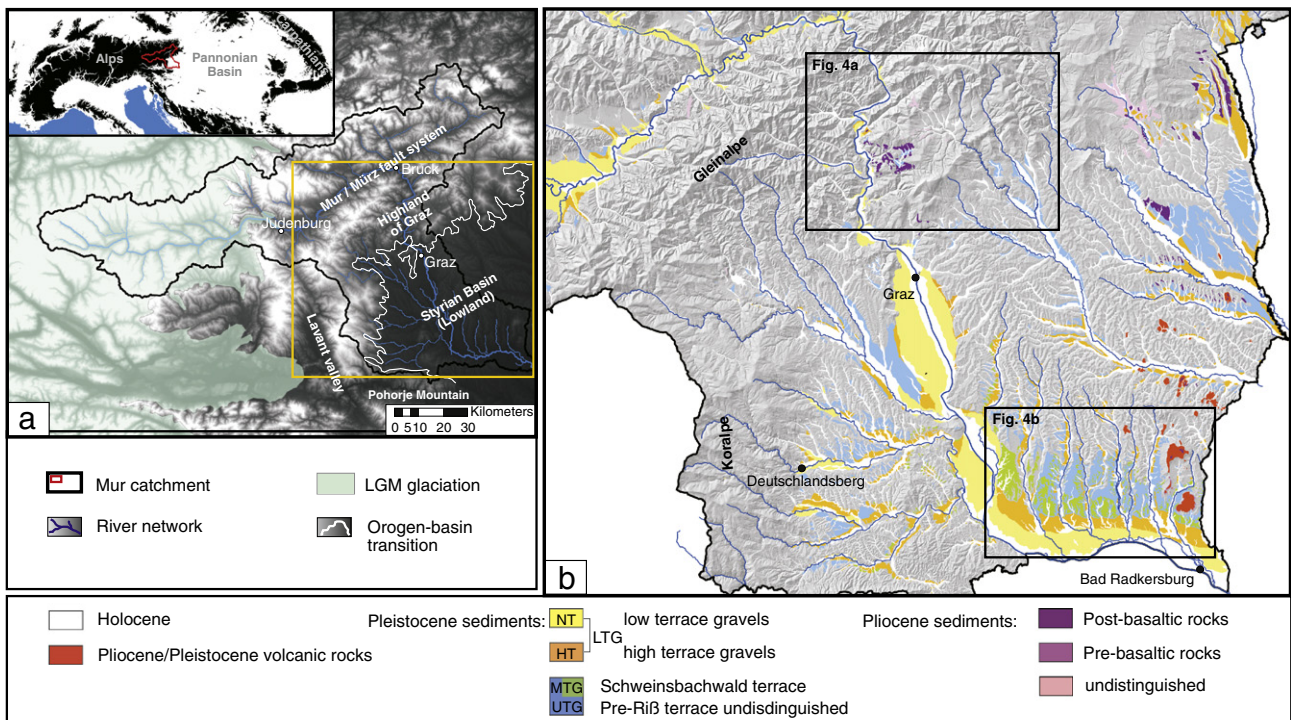 Alps
Pannonian
Basin
Carpathians
Mur / Mürz fault system
Bruck
Highland
of Graz
Judenburg
Graz
Styrian Basin
(Lowland)
Lavant valley
Pohorje Mountain
Kilometers
0 5 10 20 30
a
Mur catchment
LGM glaciation
River network
Orogen-basin
transition
Fig. 4a
Gleinalpe
Graz
Koralpe
Deutschlandsberg
Fig. 4b
Bad Radkersburg
b
Holocene
Pliocene/Pleistocene volcanic rocks
Pleistocene sediments:
NT
LTG
low terrace gravels
HT
high terrace gravels
MTG
Schweinsbachwald terrace
UTG
Pre-Riß terrace undisdinguished
Pliocene sediments:
Post-basaltic rocks
Pre-basaltic rocks
undistinguished